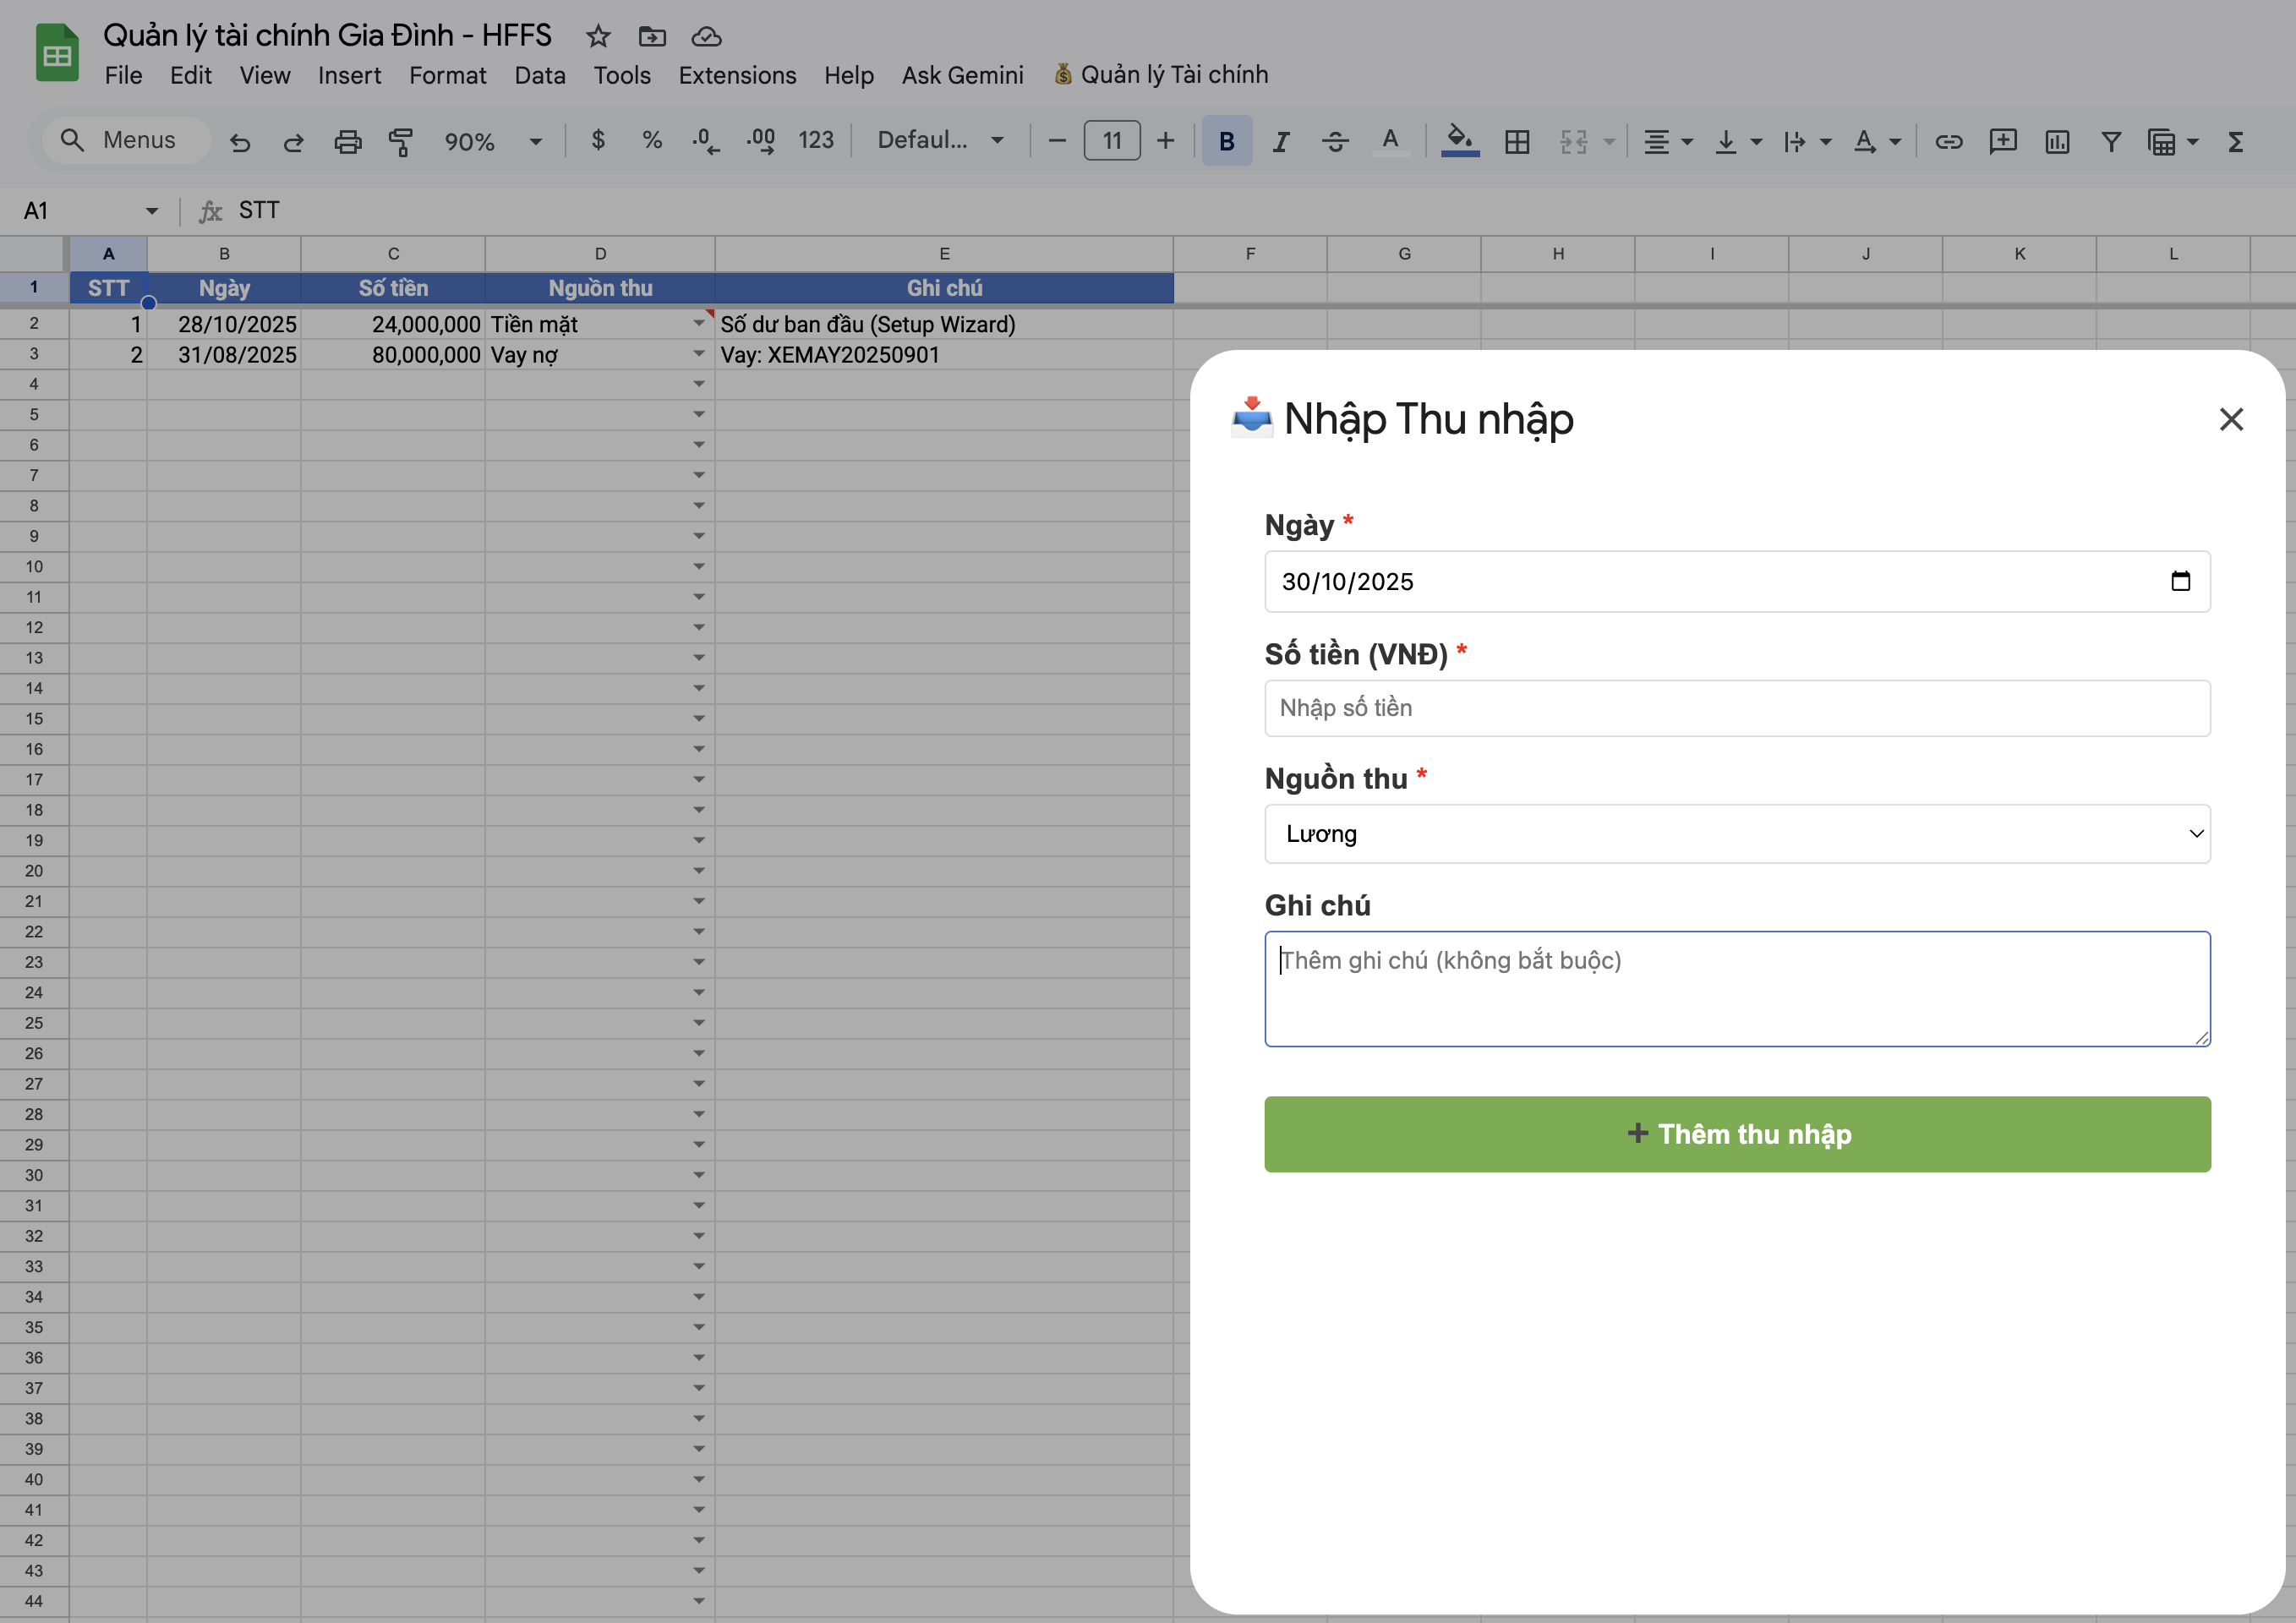 Quản lý tài chính Gia Đình - HFFS
File Edit View Insert Format Data Tools Extensions Help Ask Gemini Quản lý Tài chính
Menus 90% $ % .0 .00 123 Defaul... 11 B I S A A Σ
A1 fx STT
A B C D E F G H I J K L
1 STT Ngày Số tiền Nguồn thu Ghi chú
2 1 28/10/2025 24,000,000 Tiền mặt Số dư ban đầu (Setup Wizard)
3 2 31/08/2025 80,000,000 Vay nợ Vay: XEMAY20250901
4
5
6
7
8
9
10
11
12
13
14
15
16
17
18
19
20
21
22
23
24
25
26
27
28
29
30
31
32
33
34
35
36
37
38
39
40
41
42
43
44
Nhập Thu nhập
Ngày *
30/10/2025
Số tiền (VNĐ) *
Nhập số tiền
Nguồn thu *
Lương
Ghi chú
Thêm ghi chú (không bắt buộc)
+ Thêm thu nhập